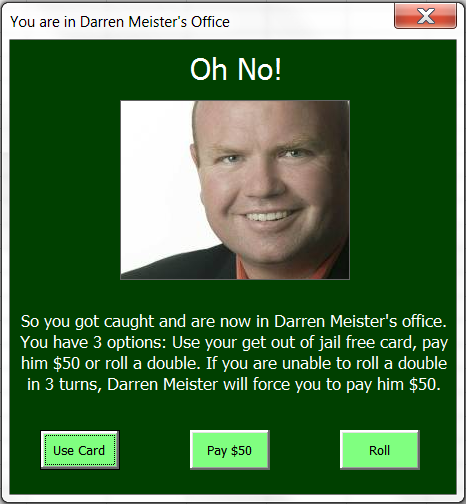 You are in Darren Meister's Office
Oh No!
So you got caught and are now in Darren Meister's office.
You have 3 options: Use your get out of jail free card, pay
him $50 or roll a double. If you are unable to roll a double
in 3 turns, Darren Meister will force you to pay him $50.
Use Card
Pay $50
Roll